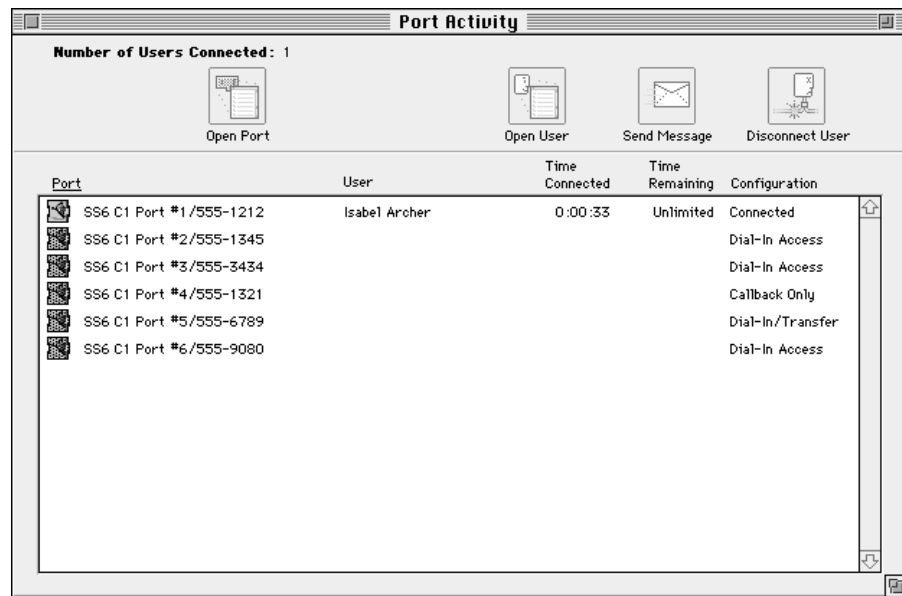 Port Activity
Number of Users Connected: 1
Open Port Open User Send Message Disconnect User
Port User Time Connected Time Remaining Configuration
SS6 C1 Port #1/555-1212 Isabel Archer 0:00:33 Unlimited Connected
SS6 C1 Port #2/555-1345 Dial-In Access
SS6 C1 Port #3/555-3434 Dial-In Access
SS6 C1 Port #4/555-1321 Callback Only
SS6 C1 Port #5/555-6789 Dial-In/Transfer
SS6 C1 Port #6/555-9080 Dial-In Access